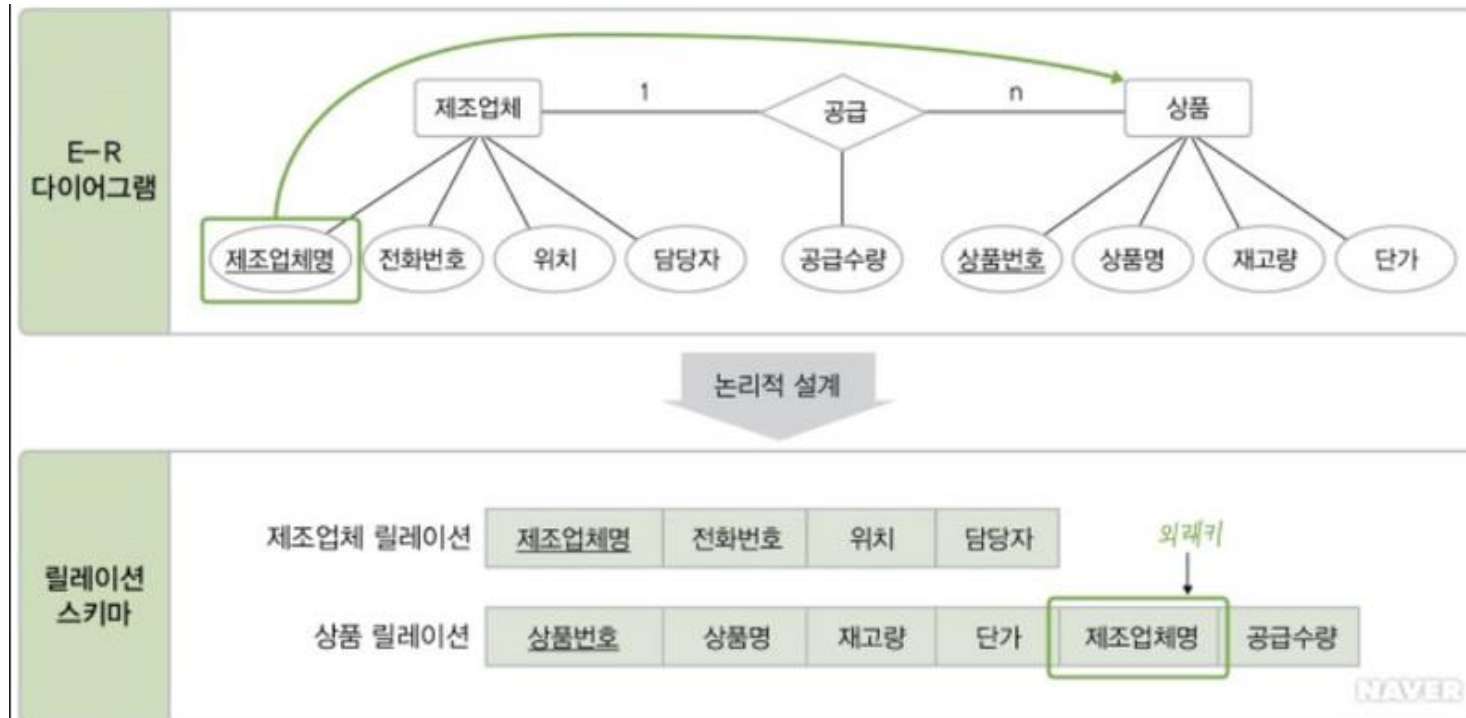 E-R
다이어그램
제조업체
1
공급
n
상품
제조업체명
전화번호
위치
담당자
공급수량
상품번호
상품명
재고량
단가
논리적 설계
릴레이션
스키마
제조업체 릴레이션
제조업체명
전화번호
위치
담당자
외래키
상품 릴레이션
상품번호
상품명
재고량
단가
제조업체명
공급수량
NAVER